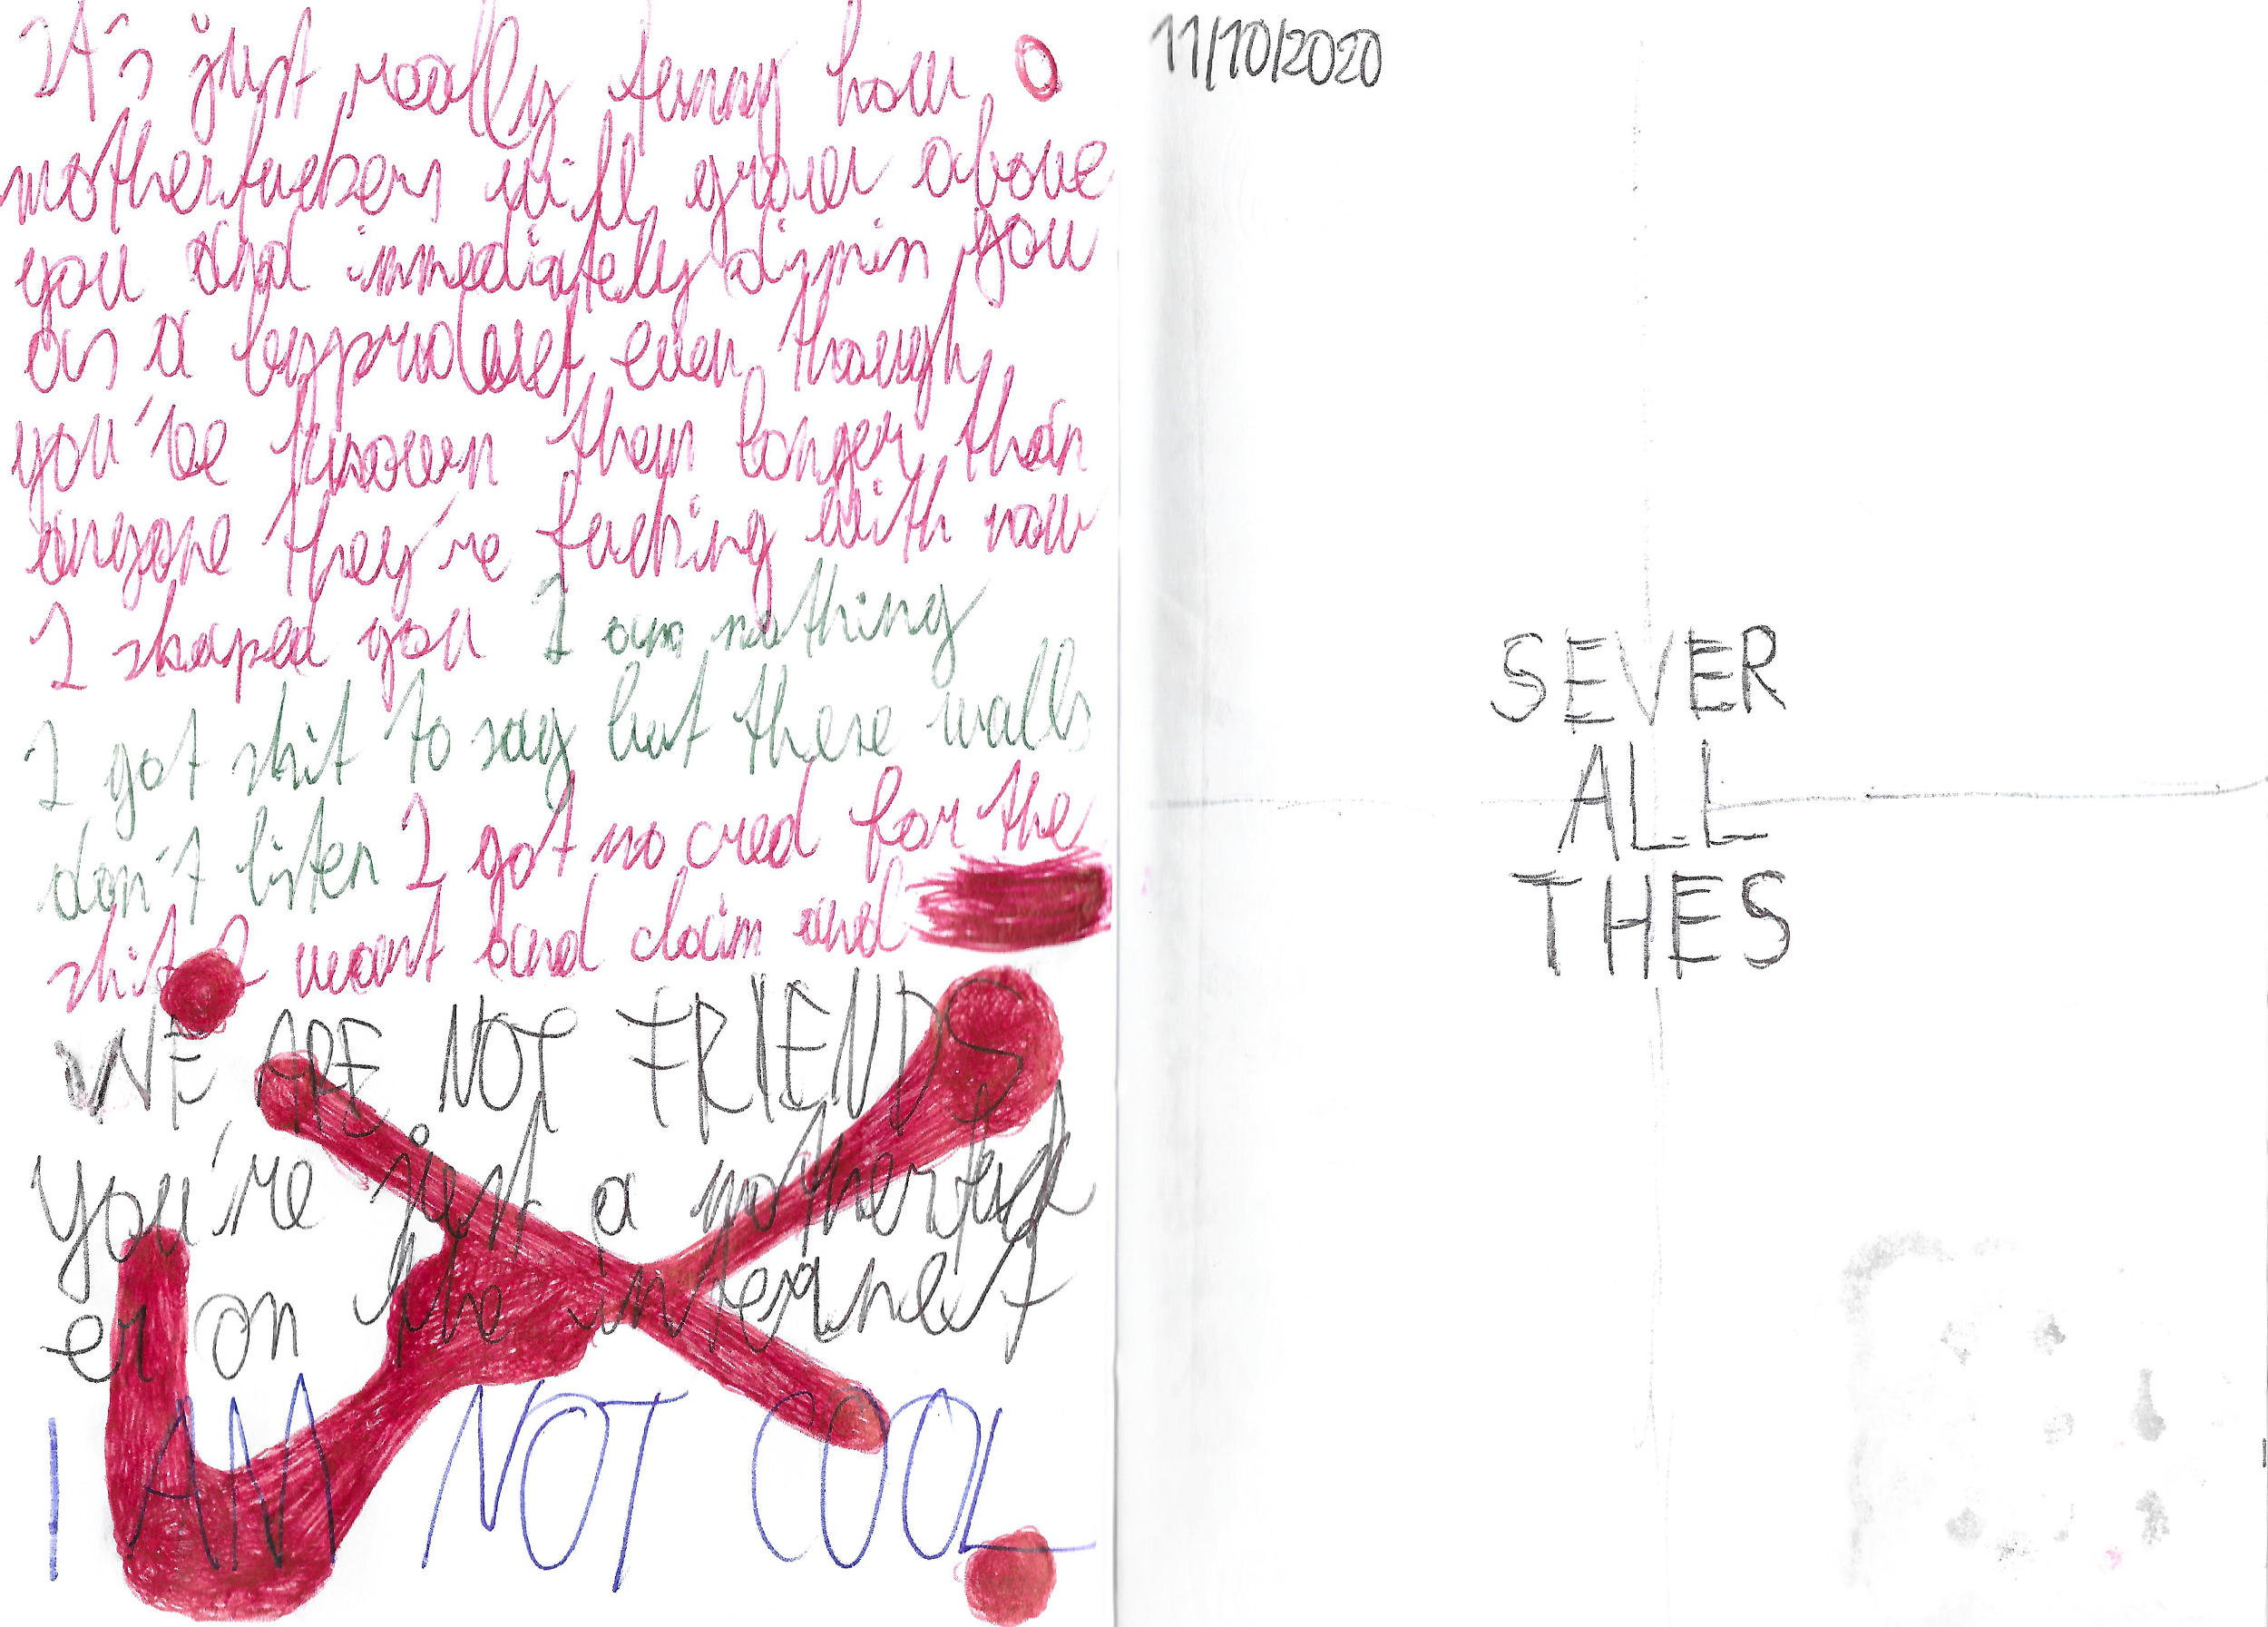 It's just really funny how
motherfuckers will grow above
you and immediately dismiss you
as a byproduct even though
you've known them longer than
anyone they're fucking with now
I shaped you I am nothing
I got shit to say but these walls
don't listen I got no cred for the
shit I want and claim and
WE ARE NOT FRIENDS
you're just a motherfuck
er on the internet
I AM NOT COOL
11/10/2020
SEVER
ALL
THES